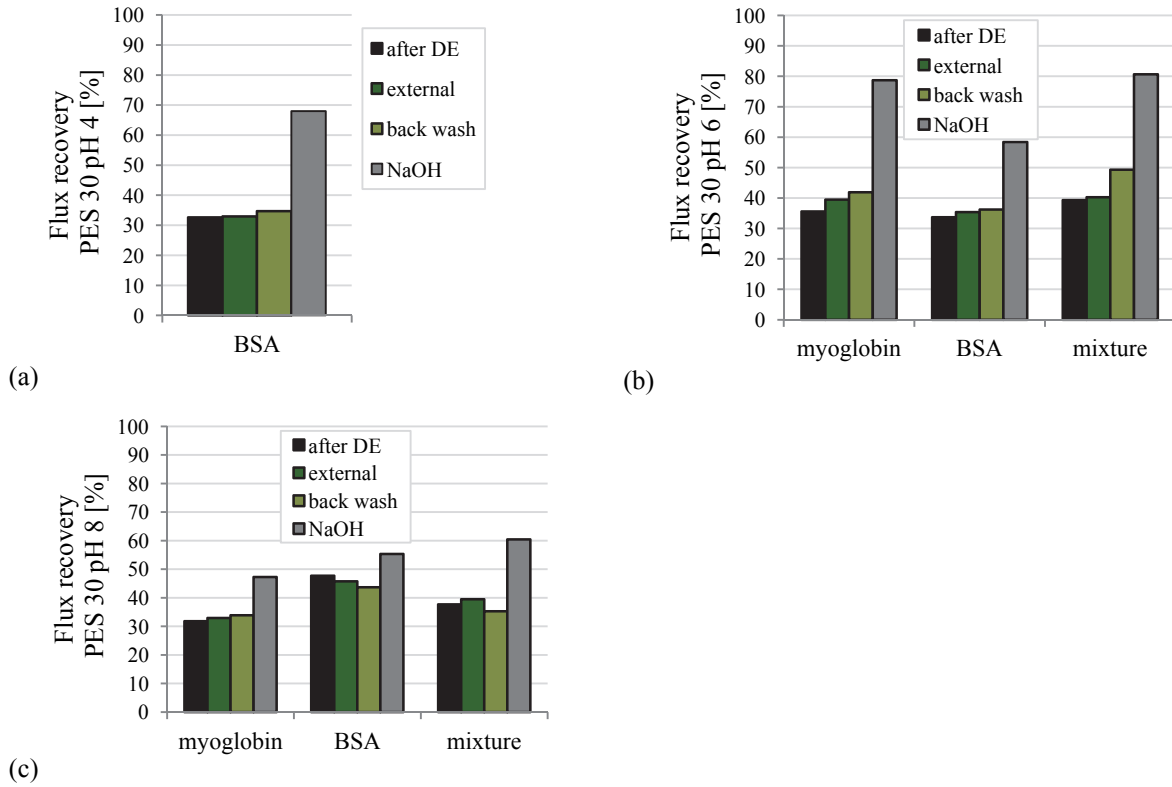 100
90
80
70
60
50
40
30
20
10
0
Flux recovery
PES 30 pH 4 [%]
after DE
external
back wash
NaOH
BSA
(a)
100
90
80
70
60
50
40
30
20
10
0
Flux recovery
PES 30 pH 6 [%]
after DE
external
back wash
NaOH
myoglobin BSA mixture
(b)
100
90
80
70
60
50
40
30
20
10
0
Flux recovery
PES 30 pH 8 [%]
after DE
external
back wash
NaOH
myoglobin BSA mixture
(c)